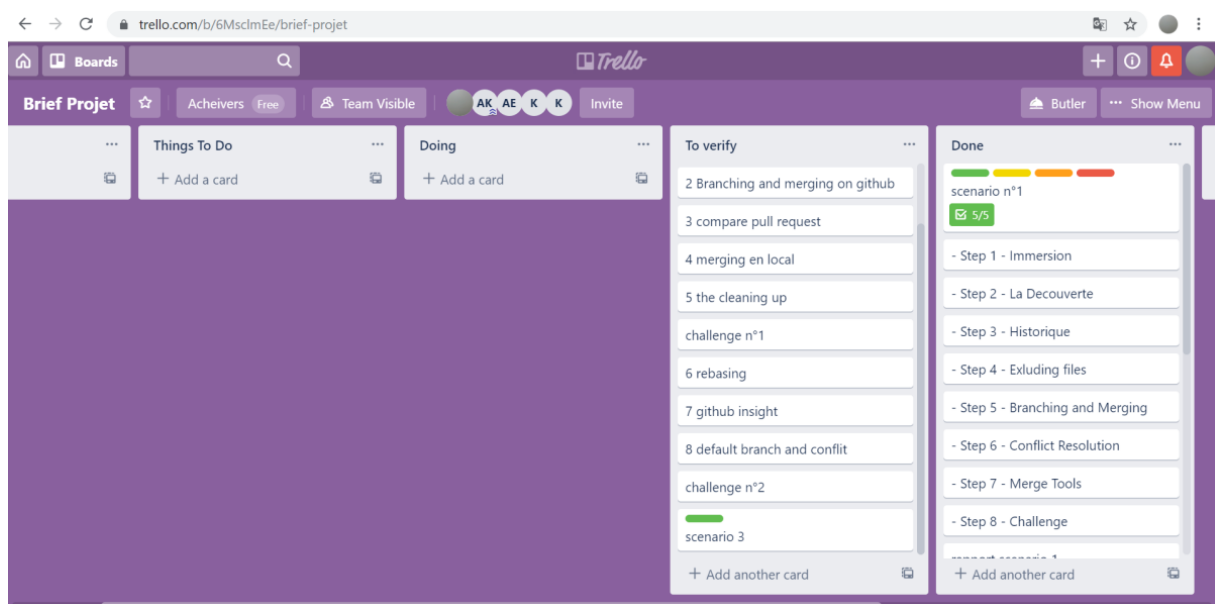 trello.com/b/6MsclmEe/brief-projet
Boards
Trello
Brief Projet
Acheivers Free
Team Visible
AK AE K K
Invite
Butler
Show Menu
Things To Do
+ Add a card
Doing
+ Add a card
To verify
2 Branching and merging on github
3 compare pull request
4 merging en local
5 the cleaning up
challenge n°1
6 rebasing
7 github insight
8 default branch and conflit
challenge n°2
scenario 3
+ Add another card
Done
scenario n°1
5/5
- Step 1 - Immersion
- Step 2 - La Decouverte
- Step 3 - Historique
- Step 4 - Exluding files
- Step 5 - Branching and Merging
- Step 6 - Conflict Resolution
- Step 7 - Merge Tools
- Step 8 - Challenge
+ Add another card